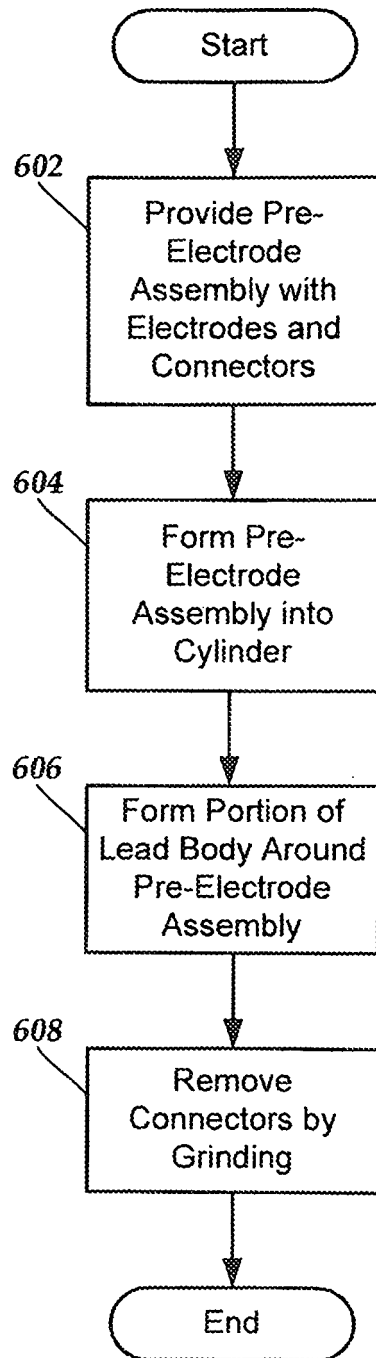 Start
602
Provide Pre-
Electrode
Assembly with
Electrodes and
Connectors
604
Form Pre-
Electrode
Assembly into
Cylinder
606
Form Portion of
Lead Body Around
Pre-Electrode
Assembly
608
Remove
Connectors by
Grinding
End